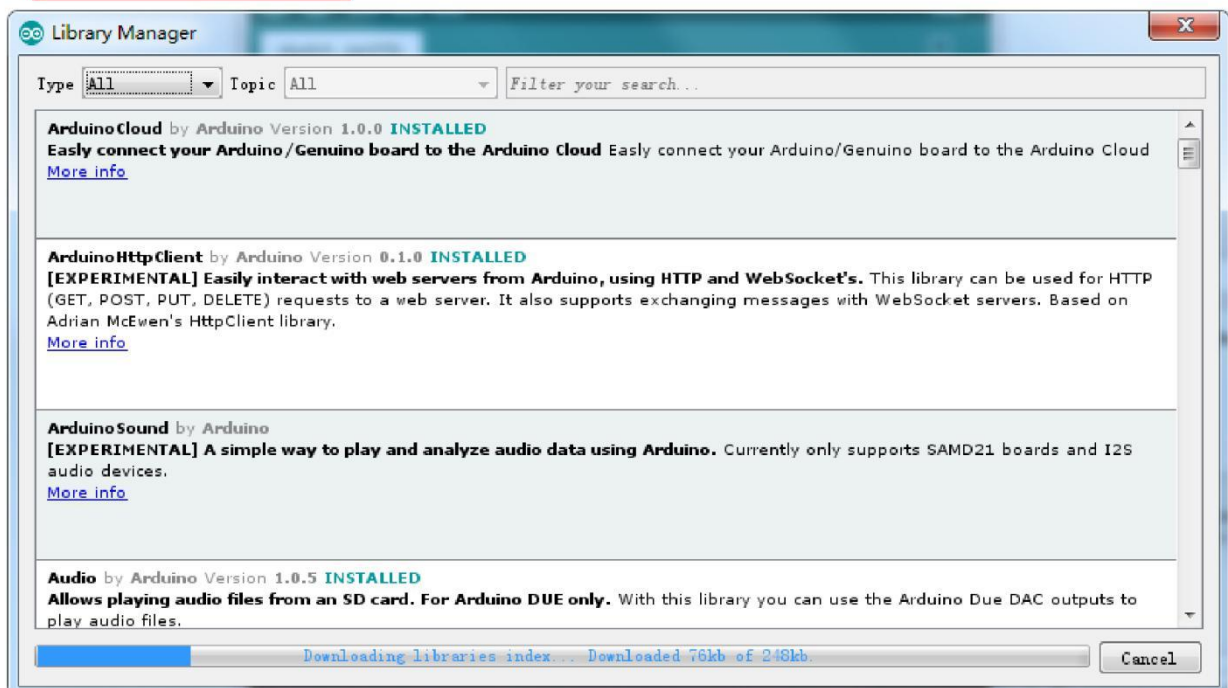 Library Manager
Type All Topic All Filter your search...
ArduinoCloud by Arduino Version 1.0.0 INSTALLED
Easly connect your Arduino/Genuino board to the Arduino Cloud Easly connect your Arduino/Genuino board to the Arduino Cloud
More info
ArduinoHttpClient by Arduino Version 0.1.0 INSTALLED
[EXPERIMENTAL] Easily interact with web servers from Arduino, using HTTP and WebSocket's. This library can be used for HTTP
(GET, POST, PUT, DELETE) requests to a web server. It also supports exchanging messages with WebSocket servers. Based on
Adrian McEwen's HttpClient library.
More info
ArduinoSound by Arduino
[EXPERIMENTAL] A simple way to play and analyze audio data using Arduino. Currently only supports SAMD21 boards and I2S
audio devices.
More info
Audio by Arduino Version 1.0.5 INSTALLED
Allows playing audio files from an SD card. For Arduino DUE only. With this library you can use the Arduino Due DAC outputs to
play audio files.
Downloading libraries index... Downloaded 76kb of 248kb.
Cancel